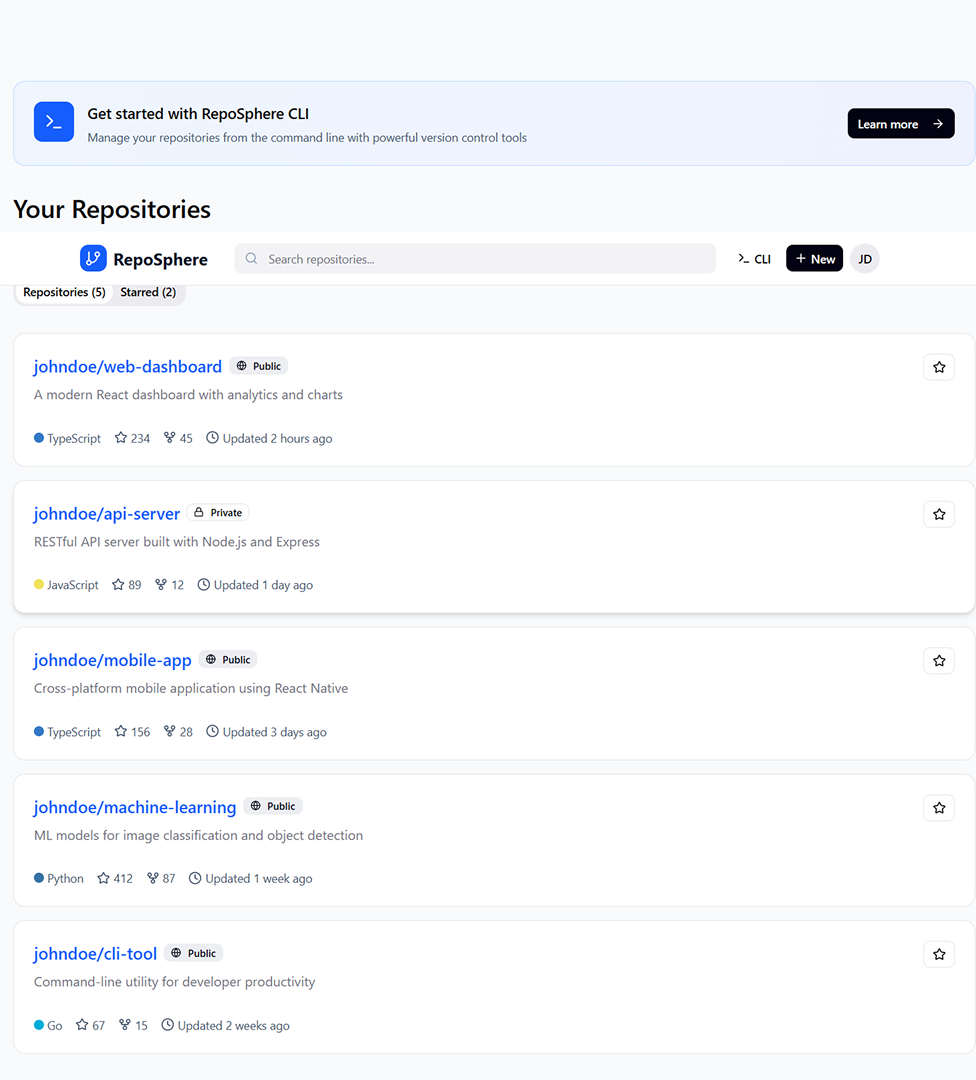 Get started with RepoSphere CLI
Manage your repositories from the command line with powerful version control tools
Learn more
Your Repositories
RepoSphere
Search repositories...
>_ CLI
+ New
JD
Repositories (5) Starred (2)
johndoe/web-dashboard Public
A modern React dashboard with analytics and charts
TypeScript 234 45 Updated 2 hours ago
johndoe/api-server Private
RESTful API server built with Node.js and Express
JavaScript 89 12 Updated 1 day ago
johndoe/mobile-app Public
Cross-platform mobile application using React Native
TypeScript 156 28 Updated 3 days ago
johndoe/machine-learning Public
ML models for image classification and object detection
Python 412 87 Updated 1 week ago
johndoe/cli-tool Public
Command-line utility for developer productivity
Go 67 15 Updated 2 weeks ago